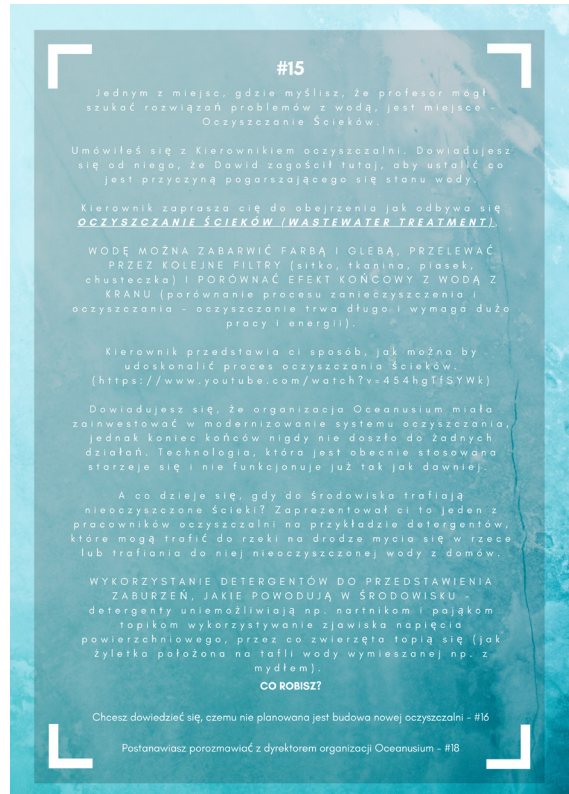 #15
Jednym z miejsc, gdzie myślisz, że profesor mógł
szukać rozwiązań problemów z wodą, jest miejsce -
Oczyszczanie Ścieków.
Umówiłeś się z Kierownikiem oczyszczalni. Dowiadujesz
się od niego, że Dawid zagościł tutaj, aby ustalić co
jest przyczyną pogarszającego się stanu wody.
Kierownik zaprasza cię do obejrzenia jak odbywa się
OCZYSZCZANIE ŚCIEKÓW (WASTEWATER TREATMENT).
WODĘ MOŻNA ZABARWIĆ FARBĄ I GLEBĄ, PRZELEWAĆ
PRZEZ KOLEJNE FILTRY (sitko, tkanina, piasek,
chusteczka) I PORÓWNAĆ EFEKT KOŃCOWY Z WODĄ Z
KRANU (porównanie procesu zanieczyszczenia i
oczyszczania - oczyszczanie trwa długo i wymaga dużo
pracy i energii).
Kierownik przedstawia ci sposób, jak można by
udoskonalić proces oczyszczania Ścieków.
(https://www.youtube.com/watch?v=454hgTfSYWk)
Dowiadujesz się, że organizacja Oceanusium miała
zainwestować w modernizowanie systemu oczyszczania,
jednak koniec końców nigdy nie doszło do żadnych
działań. Technologia, która jest obecnie stosowana
starzeje się i nie funkcjonuje już tak jak dawniej.
A co dzieje się, gdy do środowiska trafiają
nieoczyszczone ścieki? Zaprezentował ci to jeden z
pracowników oczyszczalni na przykładzie detergentów,
które mogą trafić do rzeki na drodze mycia się w rzece
lub trafiania do niej nieoczyszczonej wody z domów.
WYKORZYSTANIE DETERGENTÓW DO PRZEDSTAWIENIA
ZABURZEŃ, JAKIE POWODUJĄ W ŚRODOWISKU -
detergenty uniemożliwiają np. nartnikom i pająkom
topikom wykorzystywanie zjawiska napięcia
powierzchniowego, przez co zwierzęta topią się (jak
żyletka położona na tafli wody wymieszanej np. z
mydłem).
CO ROBISZ?
Chcesz dowiedzieć się, czemu nie planowana jest budowa nowej oczyszczalni - #16
Postanawiasz porozmawiać z dyrektorem organizacji Oceanusium - #18